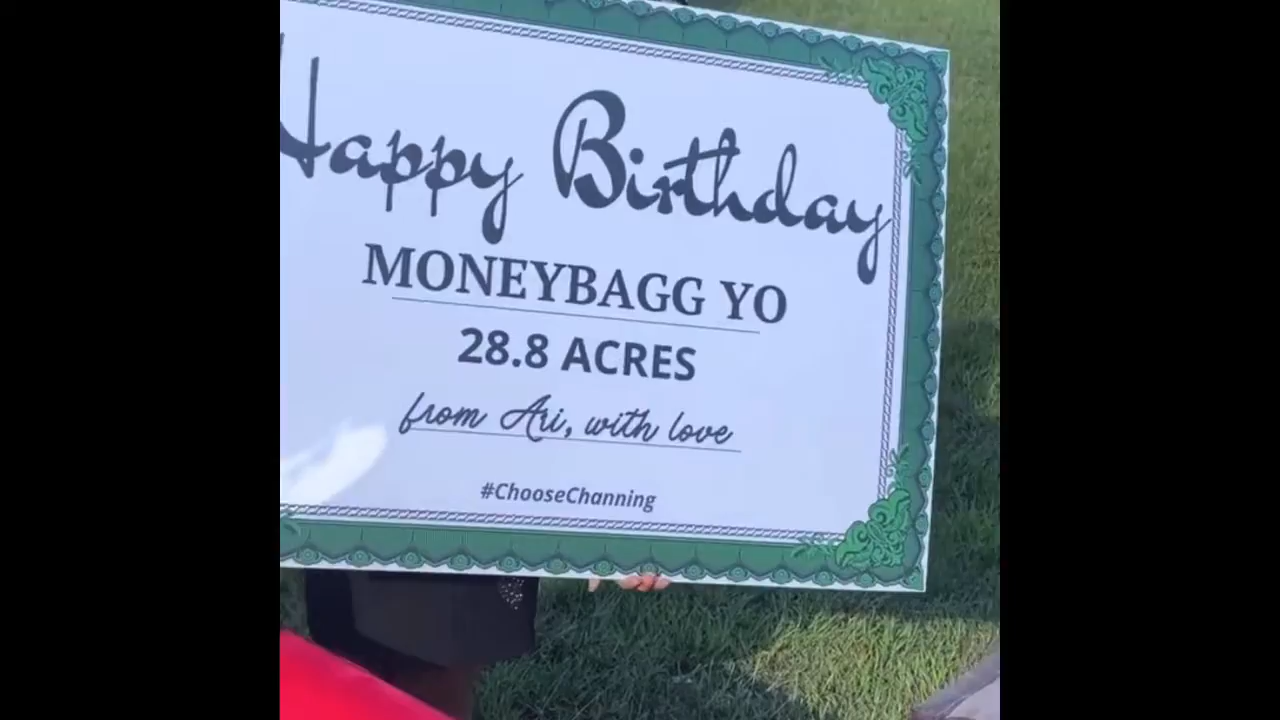 Happy Birthday
MONEYBAGG YO
28.8 ACRES
from Ari, with love
#ChooseChanning